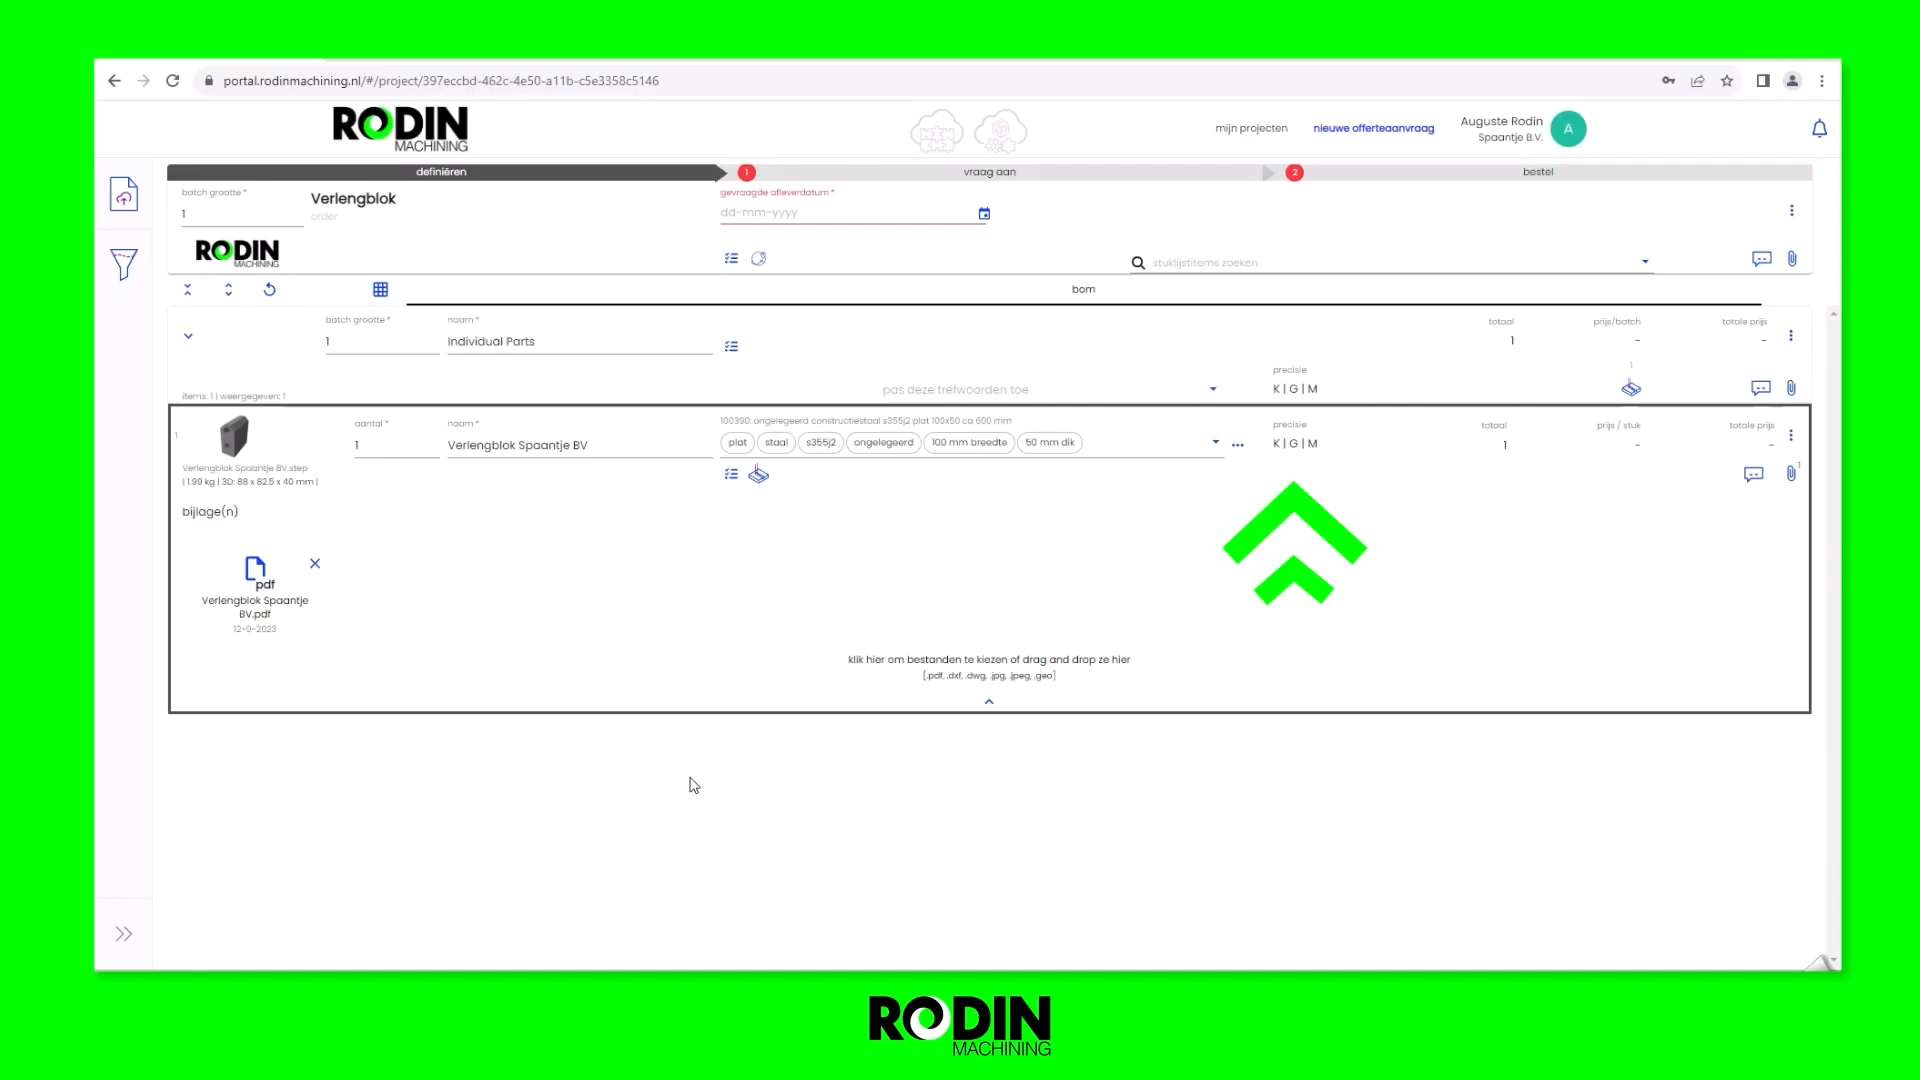 portal.rodinmachining.nl/#/project/397eccbd-462c-4e50-a11b-c5e3358c5146
RODIN
MACHINING
mijn projecten
nieuwe offerteaanvraag
Auguste Rodin
Spaantje B.V.
A
definiëren
1
vraag aan
2
bestel
batch grootte *
1
Verlengblok
order
gevraagde afleverdatum *
dd-mm-yyyy
RODIN
MACHINING
stuklijstitems zoeken
bom
batch grootte *
1
naam *
Individual Parts
totaal
1
prijs/batch
-
totale prijs
-
items: 1 | weergegeven: 1
pas deze trefwoorden toe
precisie
K | G | M
1
1
Verlengblok Spaantje BV.step
| 1.99 kg | 3D: 88 x 82.5 x 40 mm |
aantal *
1
naam *
Verlengblok Spaantje BV
100390: ongelegeerd constructiestaal s355j2 plat 100x50 ca 600 mm
plat
staal
s355j2
ongelegeerd
100 mm breedte
50 mm dik
precisie
K | G | M
totaal
1
prijs / stuk
-
totale prijs
-
1
bijlage(n)
pdf
Verlengblok Spaantje
BV.pdf
12-9-2023
klik hier om bestanden te kiezen of drag and drop ze hier
[.pdf, .dxf, .dwg, .jpg, .jpeg, .geo]
RODIN
MACHINING